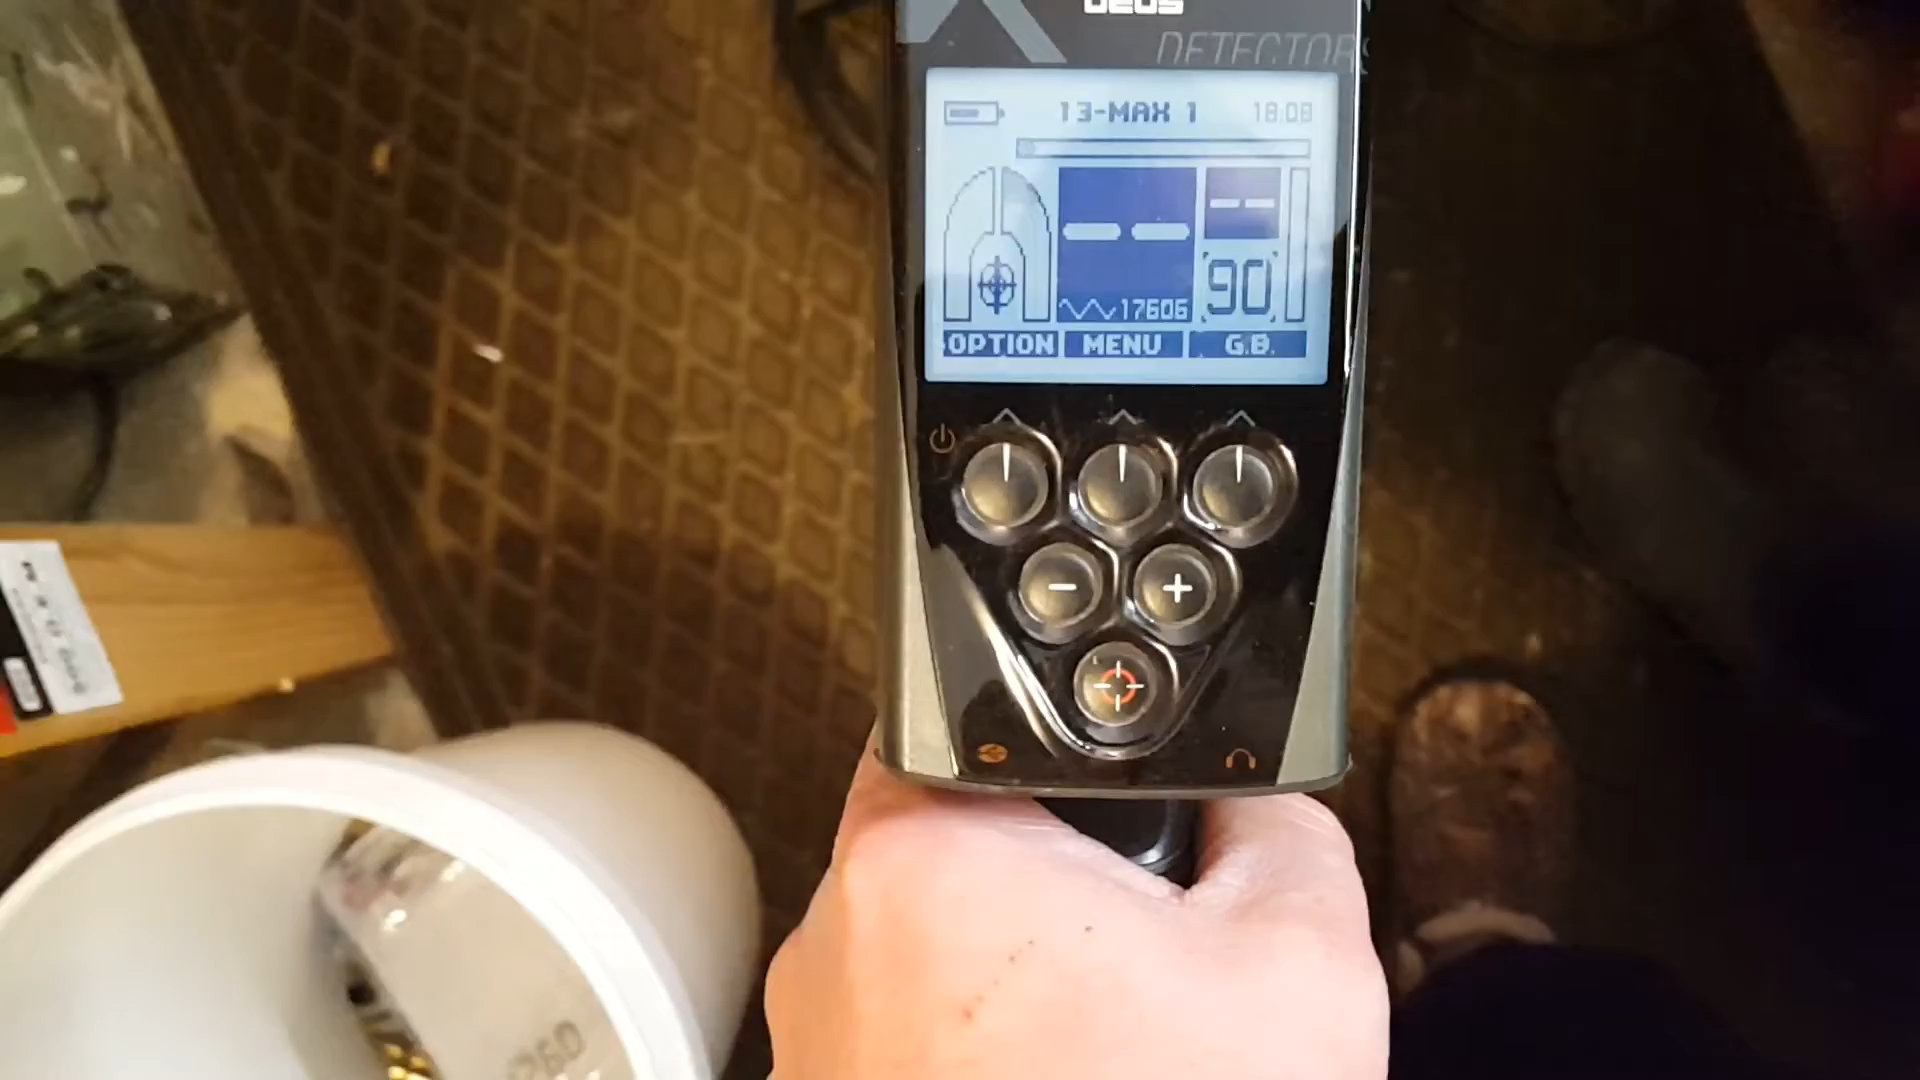 DEUS
DETECTORS
13-MAX 1
18:08
-- --
90
17606
OPTION
MENU
G.B.
- +